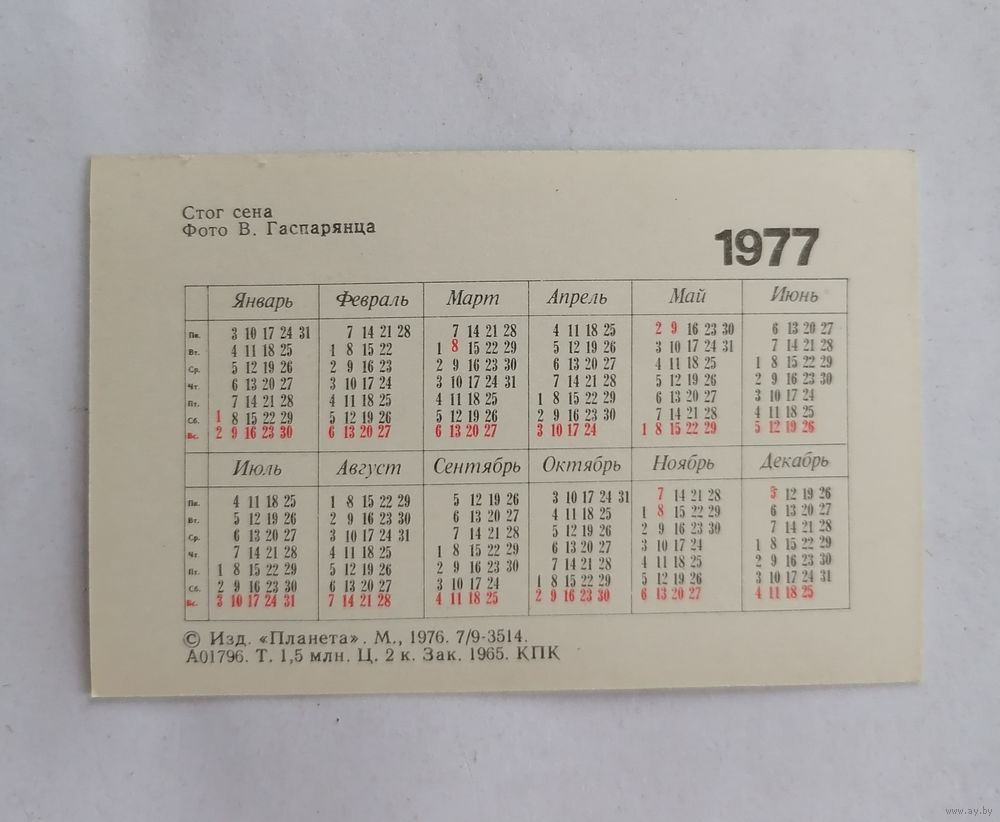 Стог сена
Фото В. Гаспарянца
1977
Январь Февраль Март Апрель Май Июнь
Пн. 3 10 17 24 31 7 14 21 28 7 14 21 28 4 11 18 25 2 9 16 23 30 6 13 20 27
Вт. 4 11 18 25 1 8 15 22 1 8 15 22 29 5 12 19 26 3 10 17 24 31 7 14 21 28
Ср. 5 12 19 26 2 9 16 23 2 9 16 23 30 6 13 20 27 4 11 18 25 1 8 15 22 29
Чт. 6 13 20 27 3 10 17 24 3 10 17 24 31 7 14 21 28 5 12 19 26 2 9 16 23 30
Пт. 7 14 21 28 4 11 18 25 4 11 18 25 1 8 15 22 29 6 13 20 27 3 10 17 24
Сб. 1 8 15 22 29 5 12 19 26 5 12 19 26 2 9 16 23 30 7 14 21 28 4 11 18 25
Вс. 2 9 16 23 30 6 13 20 27 6 13 20 27 3 10 17 24 1 8 15 22 29 5 12 19 26
Июль Август Сентябрь Октябрь Ноябрь Декабрь
Пн. 4 11 18 25 1 8 15 22 29 5 12 19 26 3 10 17 24 31 7 14 21 28 5 12 19 26
Вт. 5 12 19 26 2 9 16 23 30 6 13 20 27 4 11 18 25 1 8 15 22 29 6 13 20 27
Ср. 6 13 20 27 3 10 17 24 31 7 14 21 28 5 12 19 26 2 9 16 23 30 7 14 21 28
Чт. 7 14 21 28 4 11 18 25 1 8 15 22 29 6 13 20 27 3 10 17 24 1 8 15 22 29
Пт. 1 8 15 22 29 5 12 19 26 2 9 16 23 30 7 14 21 28 4 11 18 25 2 9 16 23 30
Сб. 2 9 16 23 30 6 13 20 27 3 10 17 24 1 8 15 22 29 5 12 19 26 3 10 17 24 31
Вс. 3 10 17 24 31 7 14 21 28 4 11 18 25 2 9 16 23 30 6 13 20 27 4 11 18 25
© Изд. «Планета». М., 1976. 7/9-3514.
А01796. Т. 1,5 млн. Ц. 2 к. Зак. 1965. КПК
www.ay.by